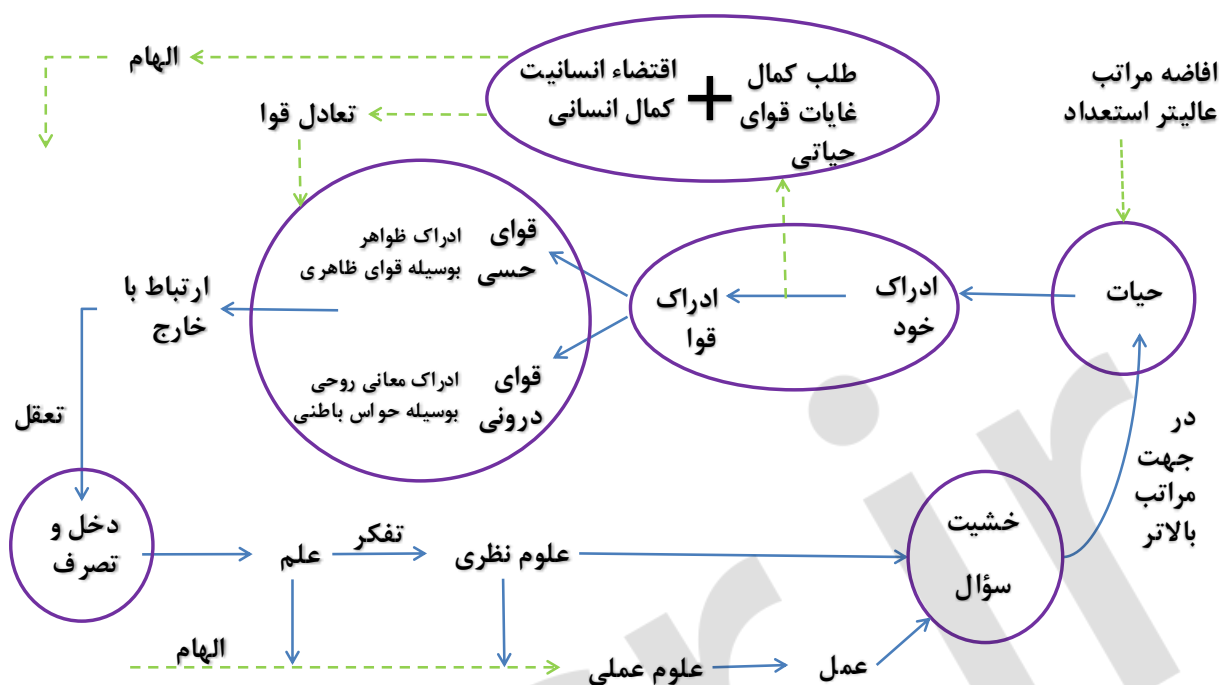 افاضه مراتب
عالیتر استعداد
طلب کمال
غایات قوای
حیاتی
+
اقتضاء انسانیت
کمال انسانی
الهام
تعادل قوا
حیات
ادراک
خود
ادراک
قوا
قوای
حسی
ادراک ظواهر
بوسیله قوای ظاهری
قوای
درونی
ادراک معانی روحی
بوسیله حواس باطنی
ارتباط با
خارج
تعقل
دخل و
تصرف
علم
تفکر
علوم نظری
خشیت
سؤال
در
جهت
مراتب
بالاتر
الهام
علوم عملی
عمل
ir